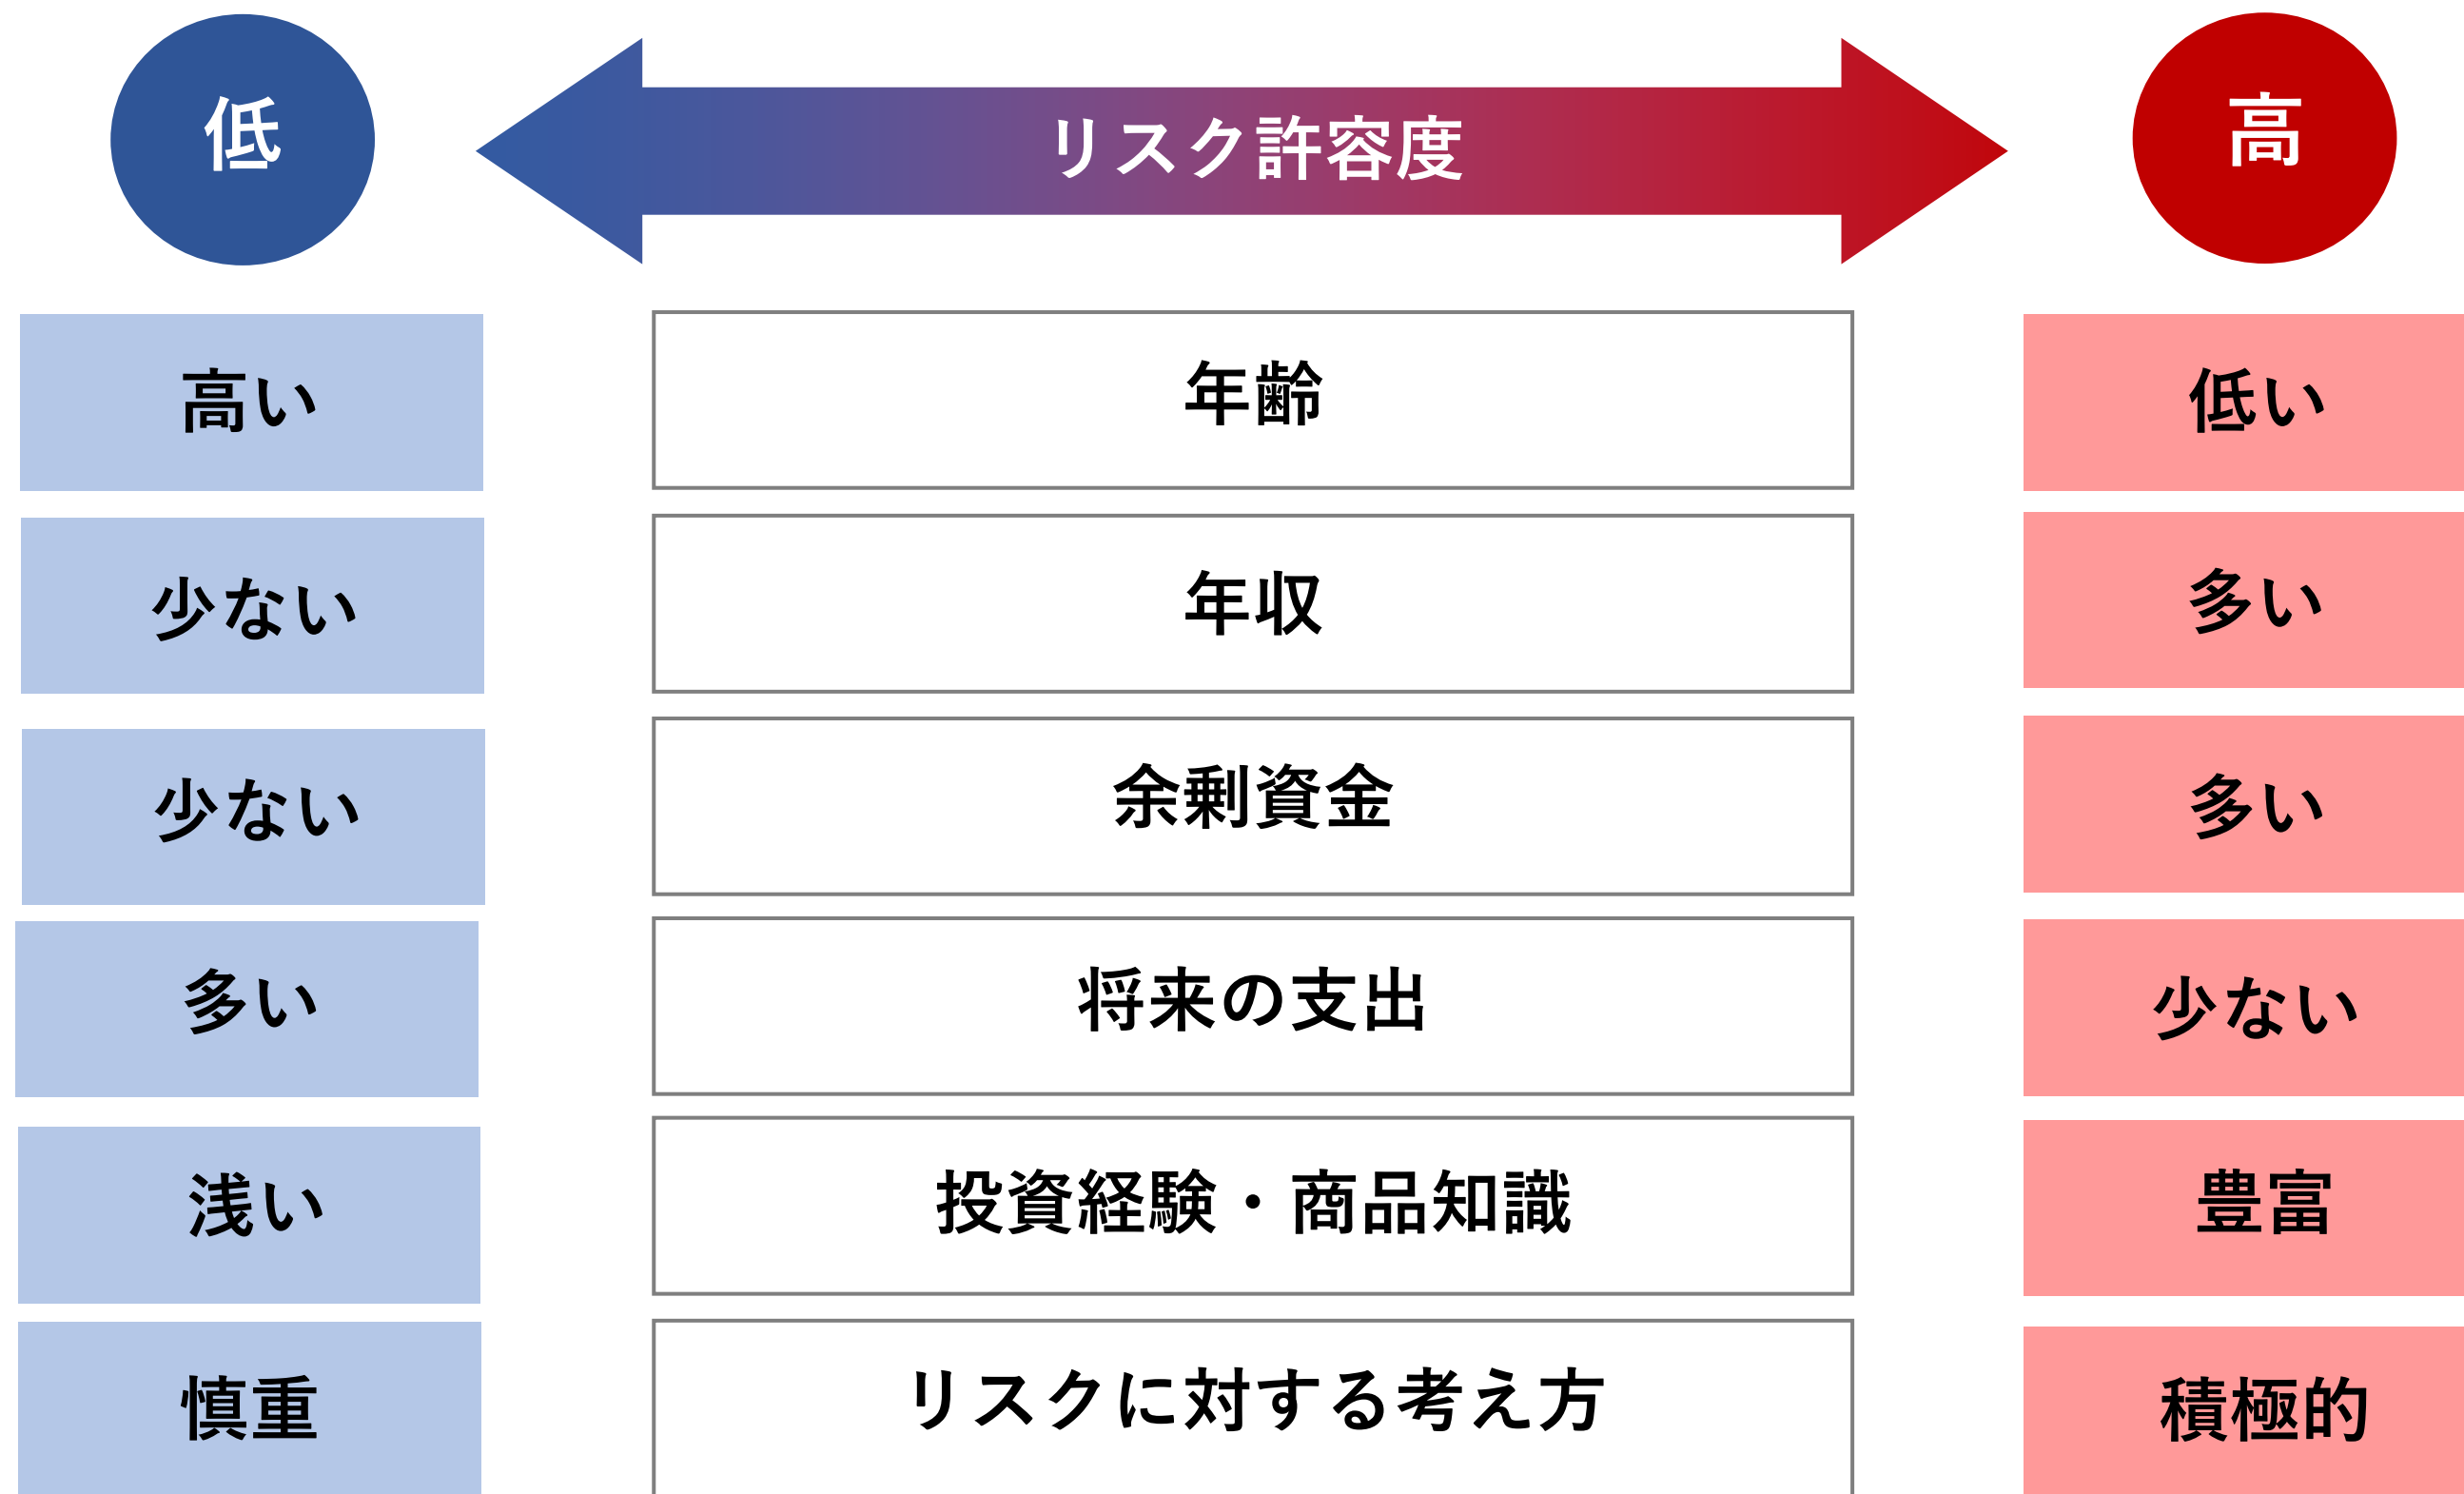 低
リスク許容度
高
高い
年齢
低い
少ない
年収
多い
少ない
余剰資金
多い
多い
将来の支出
少ない
浅い
投資経験・商品知識
豊富
慎重
リスクに対する考え方
積極的